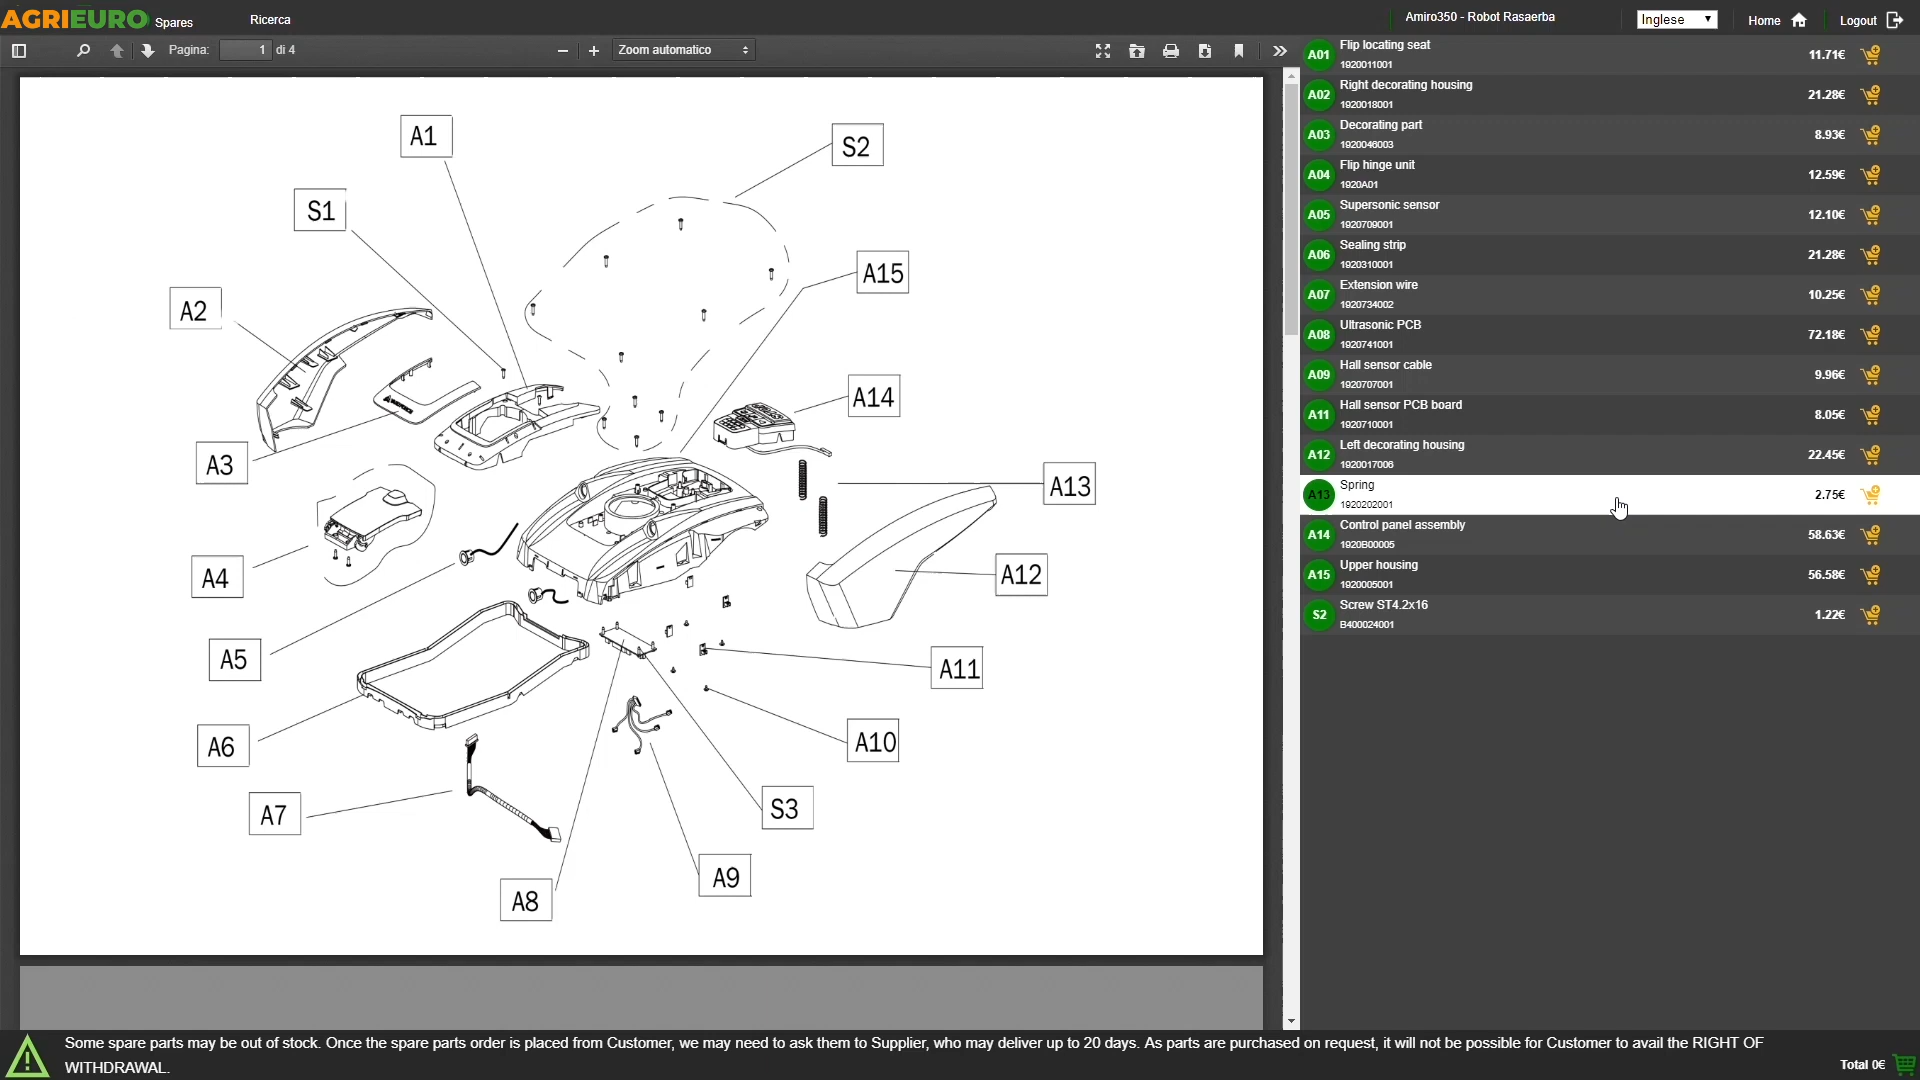 AGRIEURO Spares
Ricerca
Amiro350 - Robot Rasaerba
Inglese
Home
Logout
Pagina: 1 di 4
Zoom automatico
A1
S2
S1
A15
A2
A14
A3
A13
A4
A12
A5
A11
A6
A10
A7
S3
A9
A8
A01 Flip locating seat 11.71€
1920011001
A02 Right decorating housing 21.28€
1920018001
A03 Decorating part 8.93€
1920046003
A04 Flip hinge unit 12.59€
1920A01
A05 Supersonic sensor 12.10€
1920709001
A06 Sealing strip 21.28€
1920310001
A07 Extension wire 10.25€
1920734002
A08 Ultrasonic PCB 72.18€
1920741001
A09 Hall sensor cable 9.96€
1920707001
A11 Hall sensor PCB board 8.05€
1920710001
A12 Left decorating housing 22.45€
1920017006
A13 Spring 2.75€
1920202001
A14 Control panel assembly 58.63€
1920B00005
A15 Upper housing 56.58€
1920005001
S2 Screw ST4.2x16 1.22€
B400024001
Some spare parts may be out of stock. Once the spare parts order is placed from Customer, we may need to ask them to Supplier, who may deliver up to 20 days. As parts are purchased on request, it will not be possible for Customer to avail the RIGHT OF
WITHDRAWAL.
Total 0€